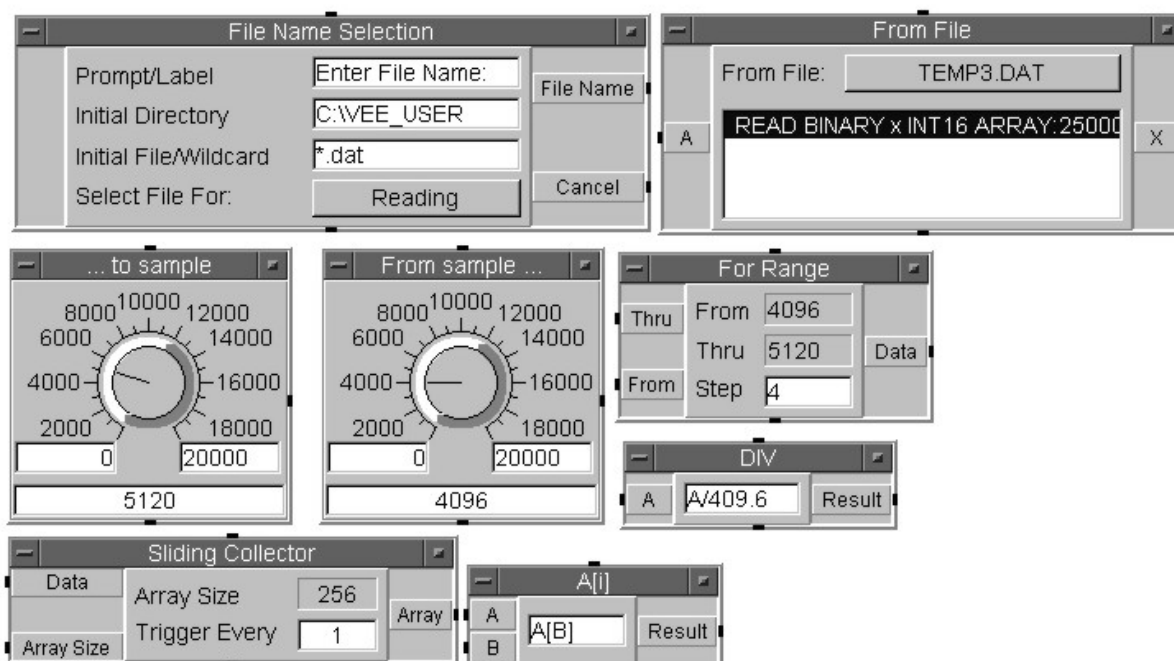 File Name Selection
Prompt/Label
Enter File Name:
Initial Directory
C:\VEE_USER
Initial File/Wildcard
*.dat
Select File For:
Reading
File Name
Cancel
From File
From File:
TEMP3.DAT
A
READ BINARY x INT16 ARRAY:25000
X
... to sample
10000
8000
12000
6000
14000
4000
16000
2000
18000
0
20000
5120
From sample ...
10000
8000
12000
6000
14000
4000
16000
2000
18000
0
20000
4096
For Range
Thru
From
From 4096
Thru 5120
Step 4
Data
DIV
A
A/409.6
Result
Sliding Collector
Data
Array Size
Array Size 256
Trigger Every 1
Array
A[i]
A
B
A[B]
Result